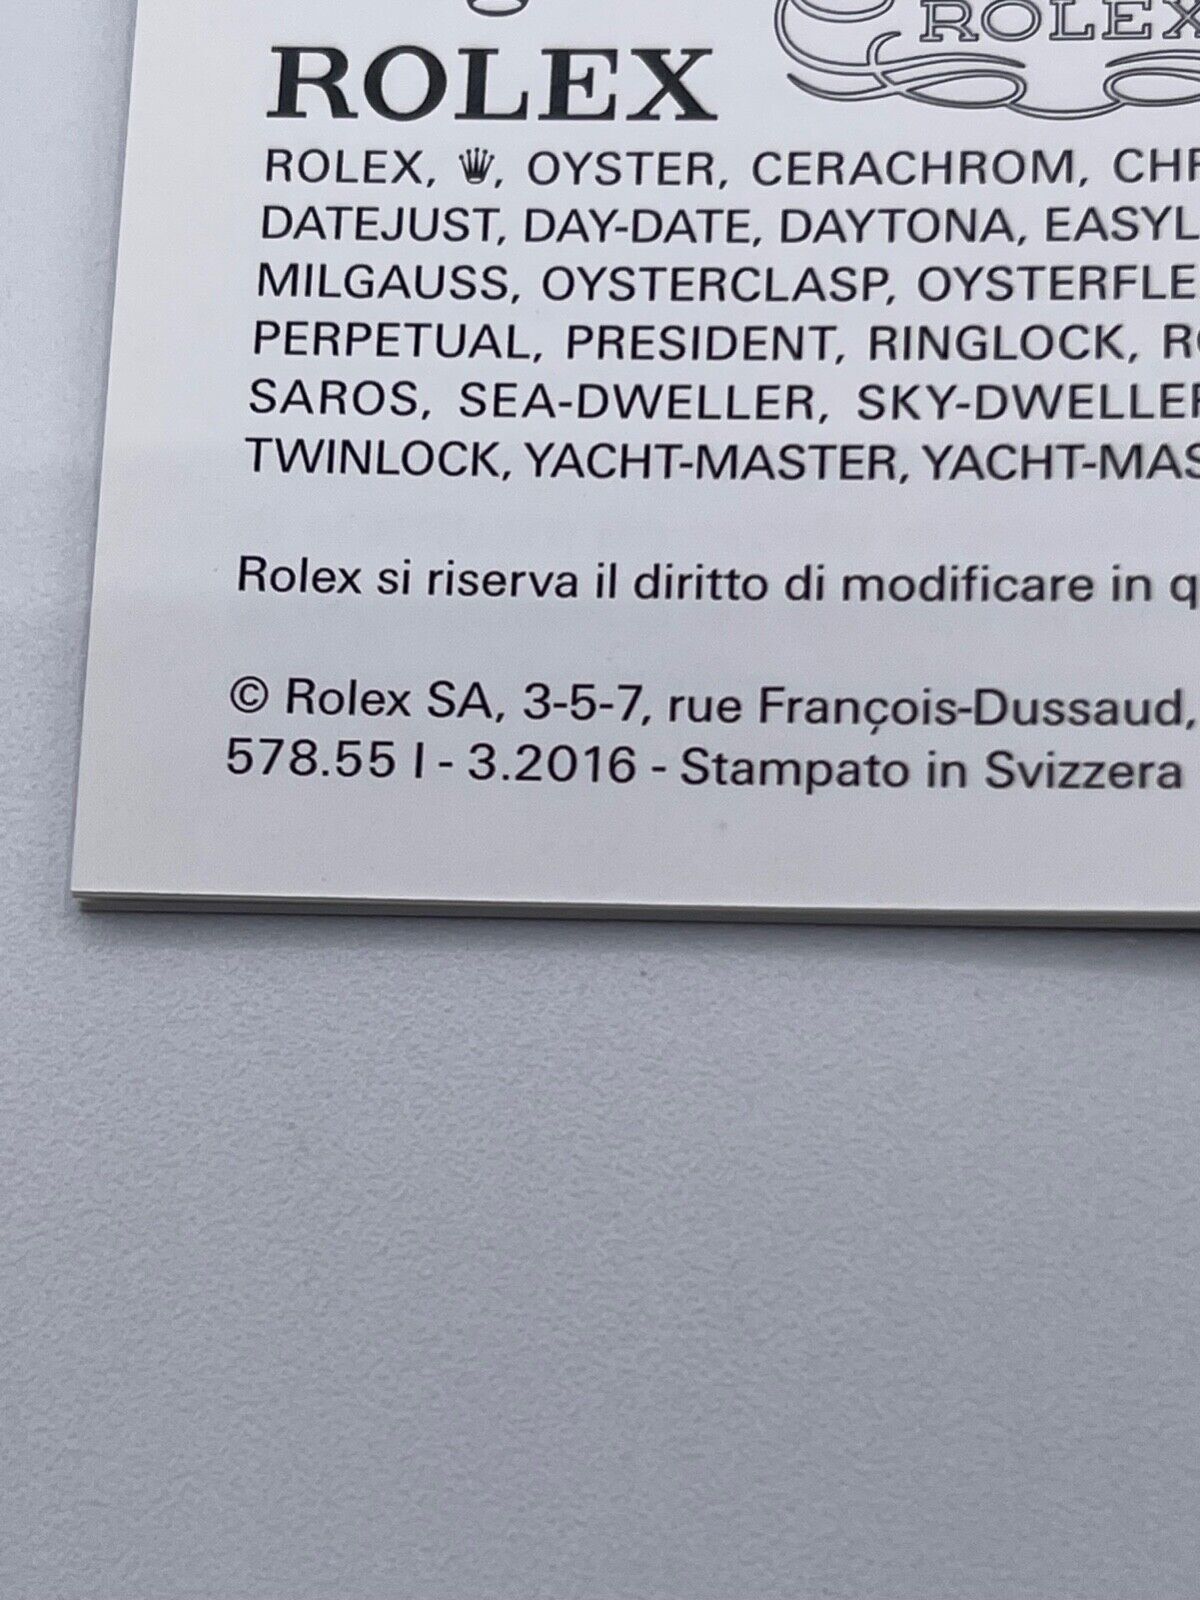 ROLEX
ROLEX
ROLEX, OYSTER, CERACHROM,
DATEJUST, DAY-DATE, DAYTONA,
MILGAUSS, OYSTERCLASP,
PERPETUAL, PRESIDENT, RINGLOCK,
SAROS, SEA-DWELLER, SKY-DWELLER
TWINLOCK, YACHT-MASTER,
Rolex si riserva il diritto di modificare in
© Rolex SA, 3-5-7, rue François-Dussaud,
578.55 I - 3.2016 - Stampato in Svizzera